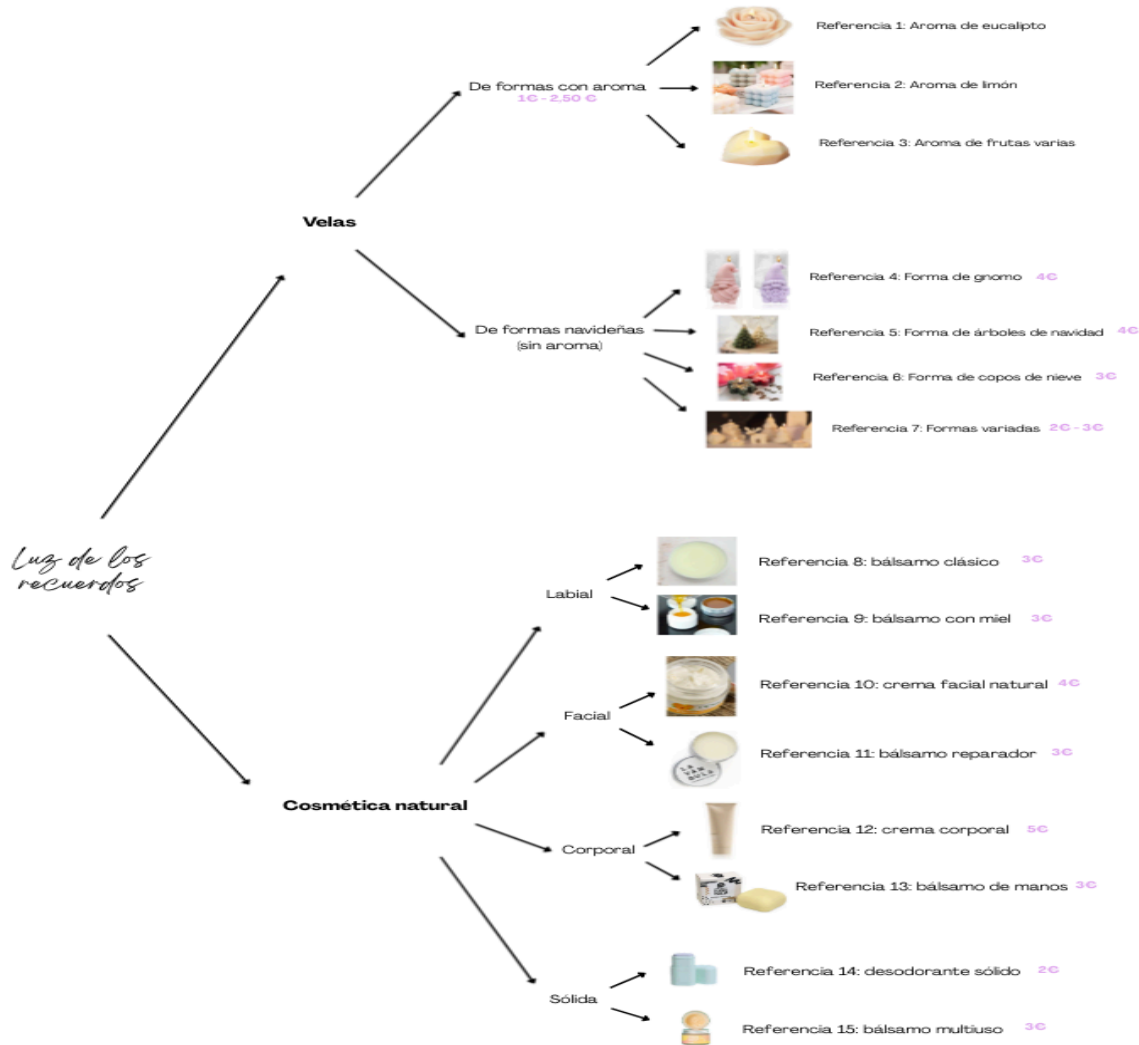 Referencia 1: Aroma de eucalipto
De formas con aroma
1€ - 2,50 €
Referencia 2: Aroma de limón
Referencia 3: Aroma de frutas varias
Velas
Referencia 4: Forma de gnomo 4€
De formas navideñas
(sin aroma)
Referencia 5: Forma de árboles de navidad 4€
Referencia 6: Forma de copos de nieve 3€
Referencia 7: Formas variadas 2€ - 3€
Luz de los
recuerdos
Labial
Referencia 8: bálsamo clásico 3€
Referencia 9: bálsamo con miel 3€
Facial
Referencia 10: crema facial natural 4€
Referencia 11: bálsamo reparador 3€
LA
VAN
DULA
Cosmética natural
Corporal
Referencia 12: crema corporal 5€
Referencia 13: bálsamo de manos 3€
Sólida
Referencia 14: desodorante sólido 2€
Referencia 15: bálsamo multiuso 3€